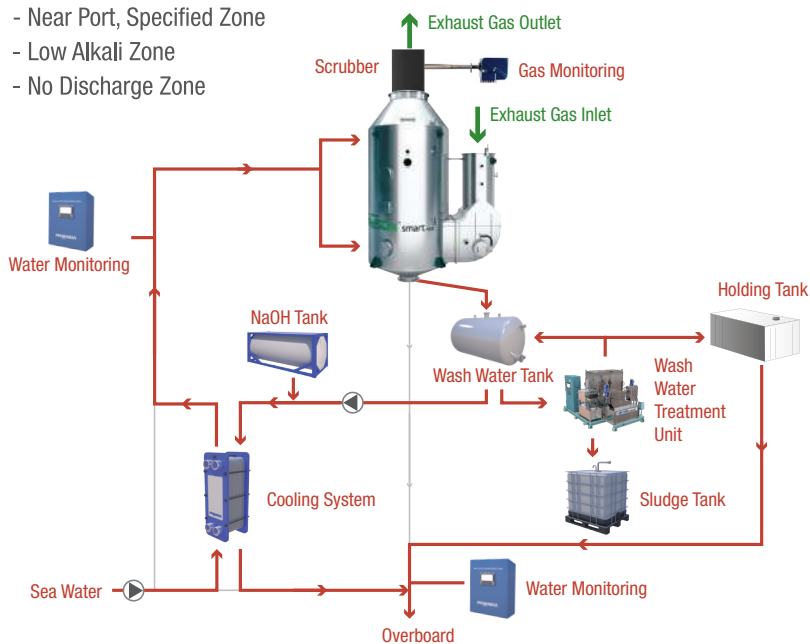 - Near Port, Specified Zone
- Low Alkali Zone
- No Discharge Zone
Exhaust Gas Outlet
Scrubber
Gas Monitoring
Exhaust Gas Inlet
smart
Water Monitoring
NaOH Tank
Holding Tank
Wash Water Tank
Wash
Water
Treatment
Unit
Cooling System
Sludge Tank
Sea Water
Water Monitoring
Overboard